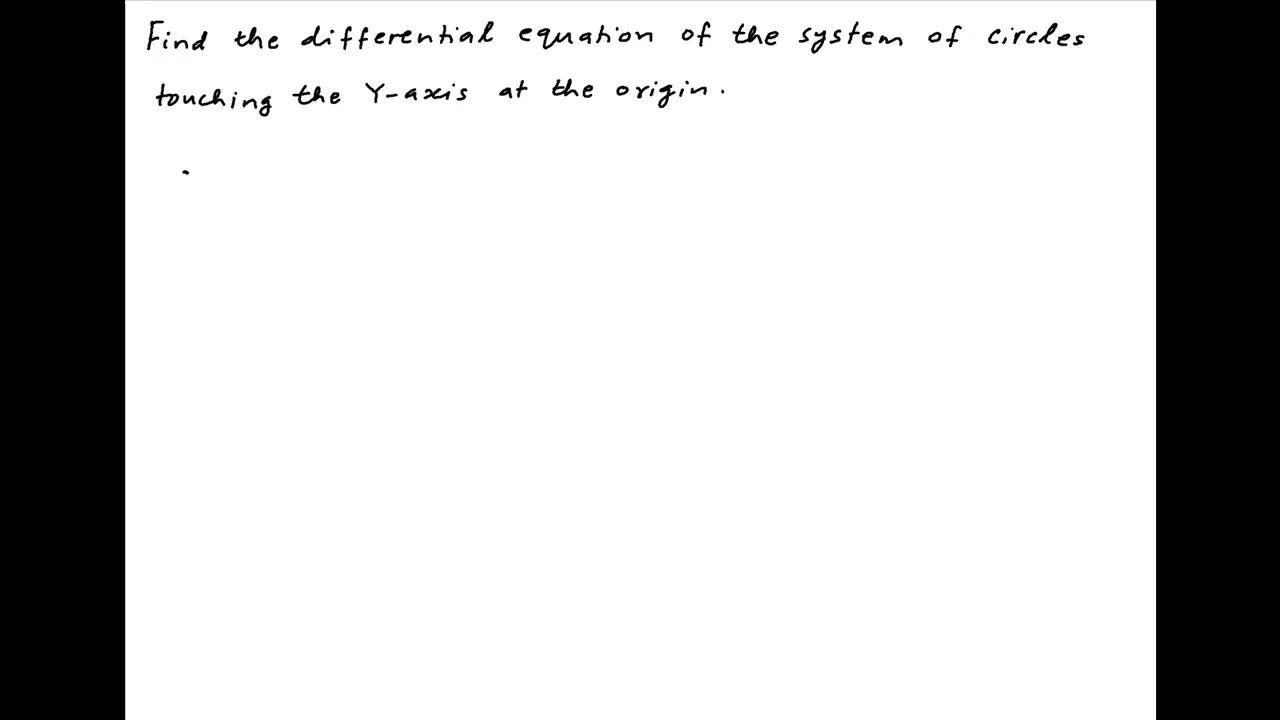 Find the differential equation of the system of circles
touching the Y-axis at the origin.